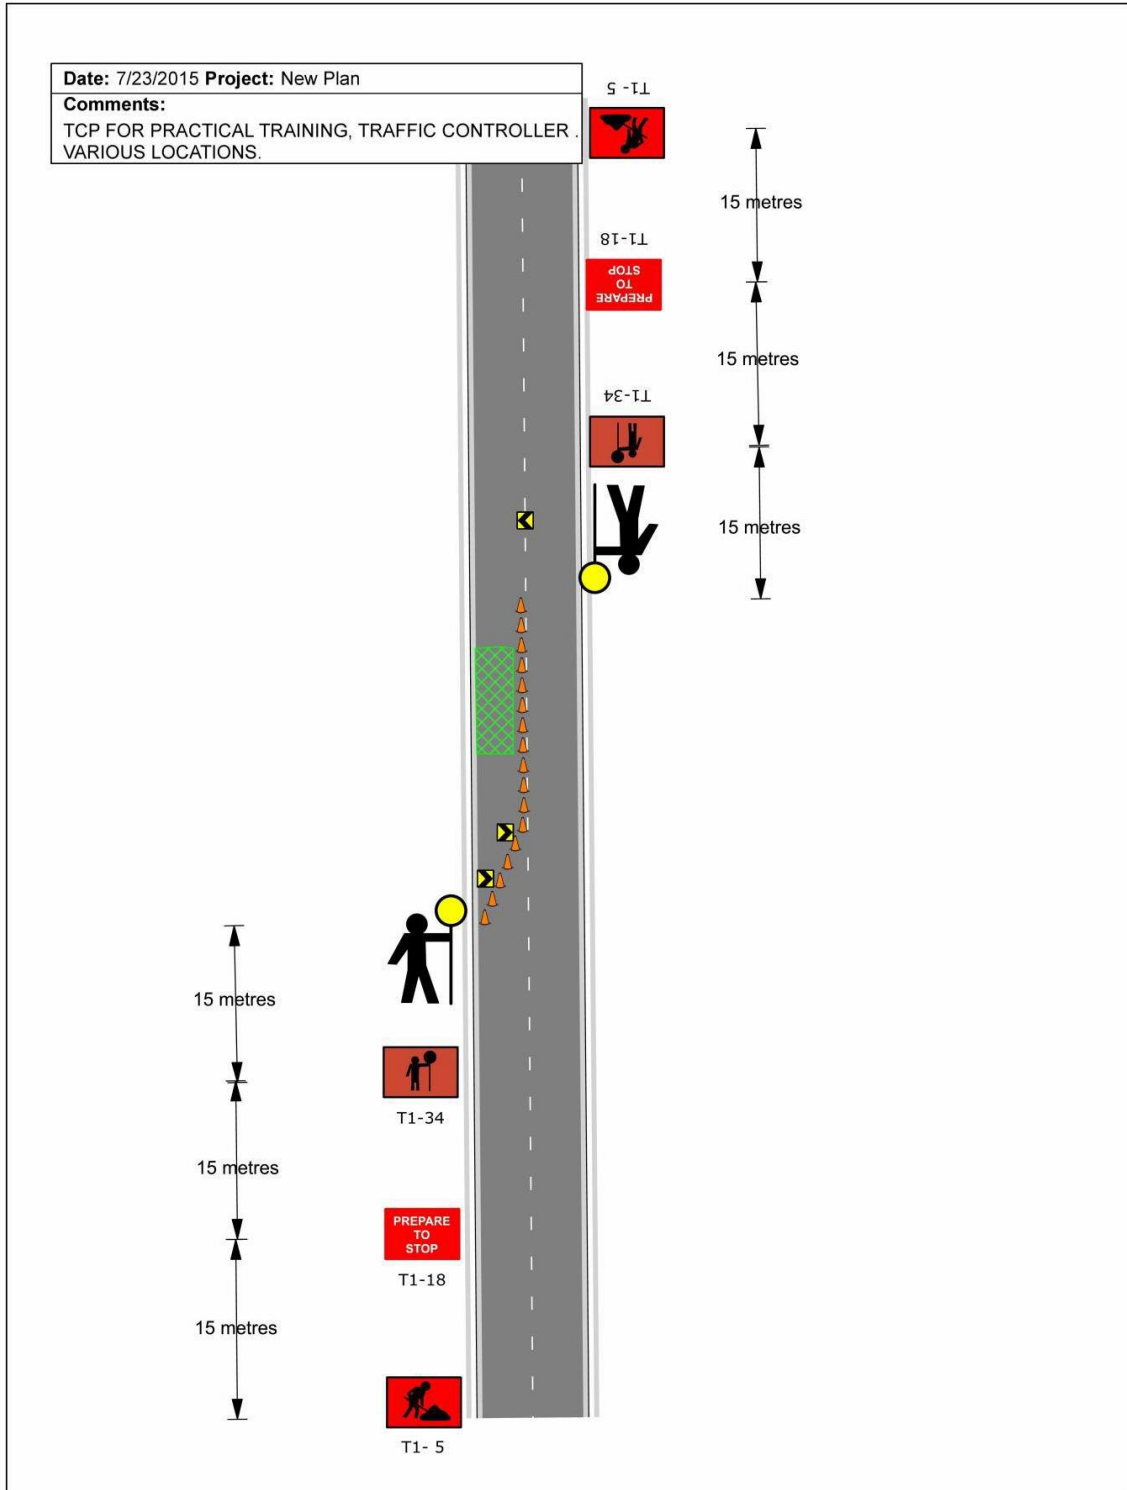 Date: 7/23/2015 Project: New Plan
Comments:
TCP FOR PRACTICAL TRAINING, TRAFFIC CONTROLLER .
VARIOUS LOCATIONS.
T1- 5
15 metres
T1-18
PREPARE
TO
STOP
15 metres
T1-34
15 metres
15 metres
T1-34
15 metres
PREPARE
TO
STOP
T1-18
15 metres
T1- 5